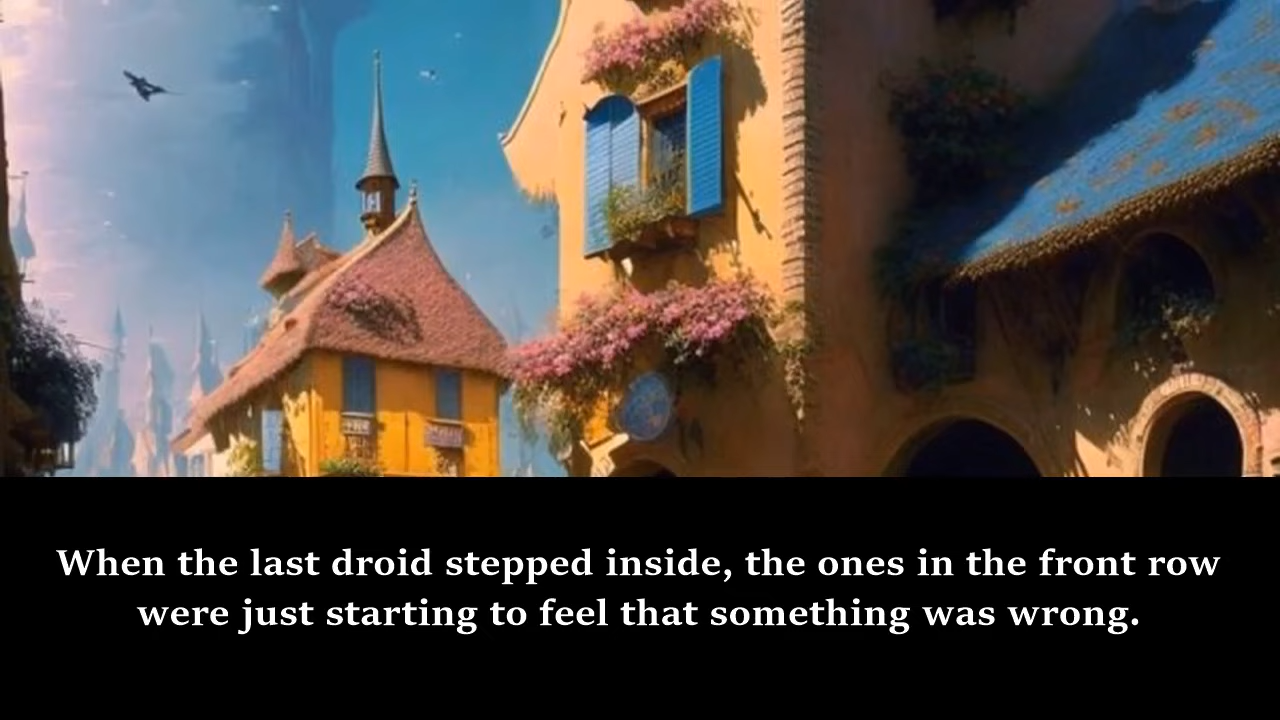 When the last droid stepped inside, the ones in the front row
were just starting to feel that something was wrong.